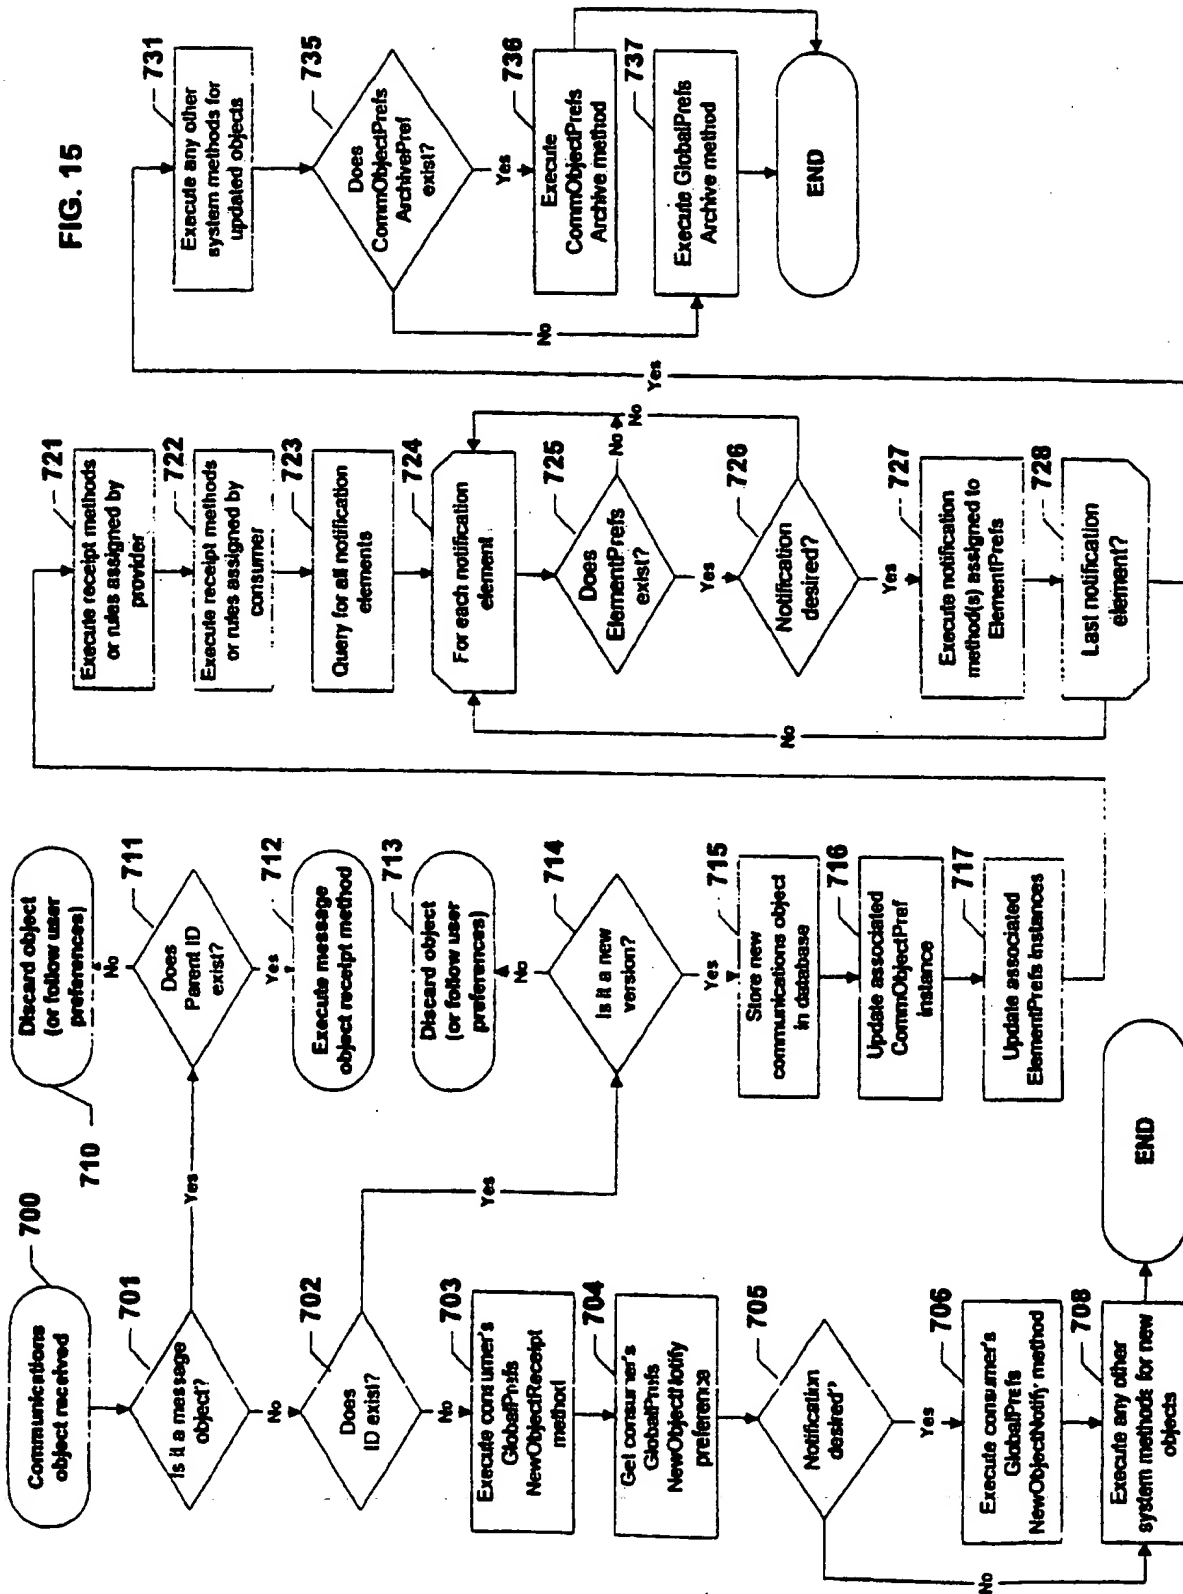 FIG. 15
700
Communications
object received
701
Is it a message
object?
Yes
No
702
Does
ID exist?
Yes
No
703
Execute consumer's
GlobalPrefs
NewObjectReceipt
method
704
Get consumer's
GlobalPrefs
NewObjectNotify
preference
705
Notification
desired"
Yes
No
706
Execute consumer's
GlobalPrefs
NewObjectNotify method
708
Execute any other
system methods for new
objects
END
710
Discard object
(or follow user
preferences)
No
711
Does
Parent ID
exist?
Yes
712
Execute message
object receipt method
713
Discard object
(or follow user
preferences)
No
714
Is it a new
version?
Yes
715
Store new
communications object
in database
716
Update associated
CommObjectPref
instance
717
Update associated
ElementPrefs instances
721
Execute receipt methods
or rules assigned by
provider
722
Execute receipt methods
or rules assigned by
consumer
723
Query for all notification
elements
724
For each notification
element
725
Does
ElementPrefs
exist?
No
Yes
726
Notification
desired?
No
Yes
727
Execute notification
method(s) assigned to
ElementPrefs
728
Last notification
element?
No
Yes
731
Execute any other
system methods for
updated objects
735
Does
CommObjectPrefs
ArchivePref
exist?
Yes
No
736
Execute
CommObjectPrefs
Archive method
737
Execute GlobalPrefs
Archive method
END